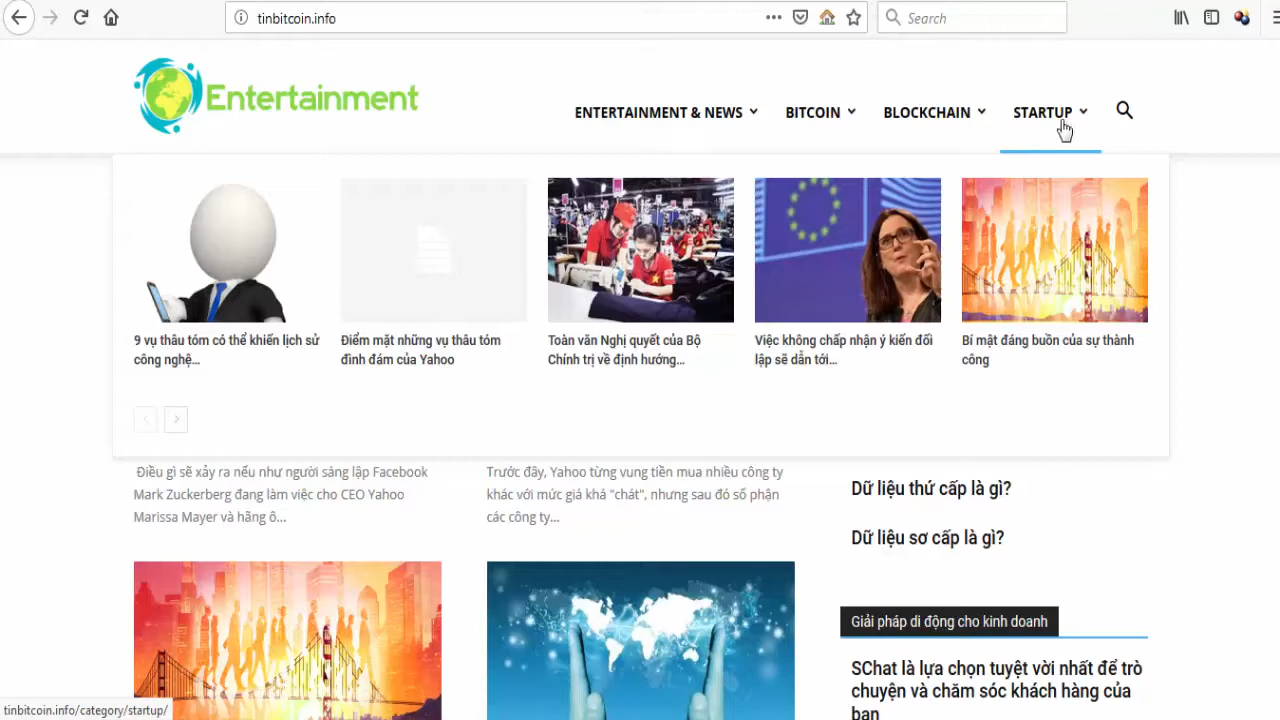 tinbitcoin.info
Search
Entertainment
ENTERTAINMENT & NEWS
BITCOIN
BLOCKCHAIN
STARTUP
9 vụ thâu tóm có thể khiến lịch sử
công nghệ...
Điểm mặt những vụ thâu tóm
đình đám của Yahoo
Toàn văn Nghị quyết của Bộ
Chính trị về định hướng...
Việc không chấp nhận ý kiến đối
lập sẽ dẫn tới...
Bí mật đáng buồn của sự thành
công
Điều gì sẽ xảy ra nếu như người sáng lập Facebook
Mark Zuckerberg đang làm việc cho CEO Yahoo
Marissa Mayer và hãng ô...
Trước đây, Yahoo từng vung tiền mua nhiều công ty
khác với mức giá khá "chát", nhưng sau đó số phận
các công ty...
Dữ liệu thứ cấp là gì?
Dữ liệu sơ cấp là gì?
Giải pháp di động cho kinh doanh
SChat là lựa chọn tuyệt vời nhất để trò
chuyện và chăm sóc khách hàng của
bạn
tinbitcoin.info/category/startup/